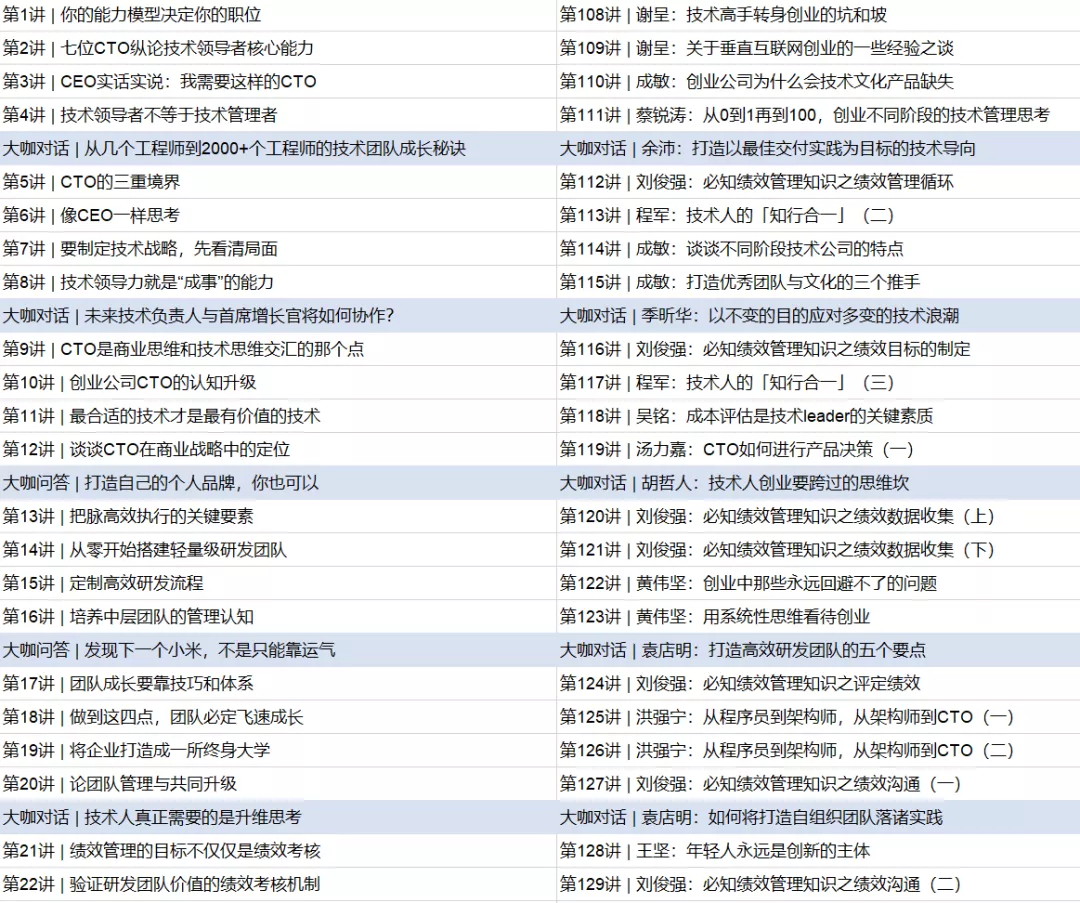 第1讲 | 你的能力模型决定你的职位
第2讲 | 七位CTO纵论技术领导者核心能力
第3讲 | CEO实话实说：我需要这样的CTO
第4讲 | 技术领导者不等于技术管理者
大咖对话 | 从几个工程师到2000+个工程师的技术团队成长秘诀
第5讲 | CTO的三重境界
第6讲 | 像CEO一样思考
第7讲 | 要制定技术战略，先看清局面
第8讲 | 技术领导力就是“成事”的能力
大咖对话 | 未来技术负责人与首席增长官将如何协作？
第9讲 | CTO是商业思维和技术思维交汇的那个点
第10讲 | 创业公司CTO的认知升级
第11讲 | 最合适的技术才是最有价值的技术
第12讲 | 谈谈CTO在商业战略中的定位
大咖问答 | 打造自己的个人品牌，你也可以
第13讲 | 把脉高效执行的关键要素
第14讲 | 从零开始搭建轻量级研发团队
第15讲 | 定制高效研发流程
第16讲 | 培养中层团队的管理认知
大咖问答 | 发现下一个小米，不是只能靠运气
第17讲 | 团队成长要靠技巧和体系
第18讲 | 做到这四点，团队必定飞速成长
第19讲 | 将企业打造成一所终身大学
第20讲 | 论团队管理与共同升级
大咖对话 | 技术人真正需要的是升维思考
第21讲 | 绩效管理的目标不仅仅是绩效考核
第22讲 | 验证研发团队价值的绩效考核机制
第108讲 | 谢呈：技术高手转身创业的坑和坡
第109讲 | 谢呈：关于垂直互联网创业的一些经验之谈
第110讲 | 成敏：创业公司为什么会技术文化产品缺失
第111讲 | 蔡锐涛：从0到1再到100，创业不同阶段的技术管理思考
大咖对话 | 余沛：打造以最佳交付实践为目标的技术导向
第112讲 | 刘俊强：必知绩效管理知识之绩效管理循环
第113讲 | 程军：技术人的「知行合一」（二）
第114讲 | 成敏：谈谈不同阶段技术公司的特点
第115讲 | 成敏：打造优秀团队与文化的三个推手
大咖对话 | 季昕华：以不变的目的应对多变的技术浪潮
第116讲 | 刘俊强：必知绩效管理知识之绩效目标的制定
第117讲 | 程军：技术人的「知行合一」（三）
第118讲 | 吴铭：成本评估是技术leader的关键素质
第119讲 | 汤力嘉：CTO如何进行产品决策（一）
大咖对话 | 胡哲人：技术人创业要跨过的思维坎
第120讲 | 刘俊强：必知绩效管理知识之绩效数据收集（上）
第121讲 | 刘俊强：必知绩效管理知识之绩效数据收集（下）
第122讲 | 黄伟坚：创业中那些永远回避不了的问题
第123讲 | 黄伟坚：用系统性思维看待创业
大咖对话 | 袁店明：打造高效研发团队的五个要点
第124讲 | 刘俊强：必知绩效管理知识之评定绩效
第125讲 | 洪强宁：从程序员到架构师，从架构师到CTO（一）
第126讲 | 洪强宁：从程序员到架构师，从架构师到CTO（二）
第127讲 | 刘俊强：必知绩效管理知识之绩效沟通（一）
大咖对话 | 袁店明：如何将打造自组织团队落诸实践
第128讲 | 王坚：年轻人永远是创新的主体
第129讲 | 刘俊强：必知绩效管理知识之绩效沟通（二）